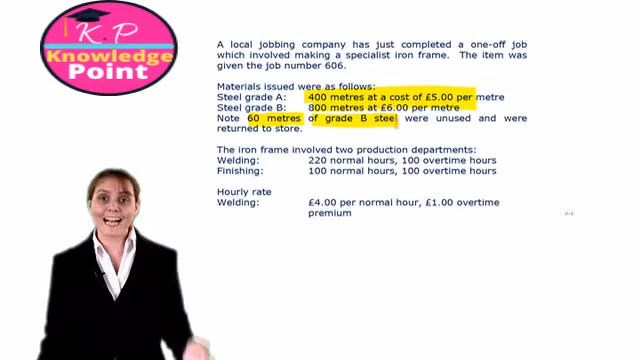 K.P
Knowledge
Point
A local jobbing company has just completed a one-off job
which involved making a specialist iron frame. The item was
given the job number 606.
Materials issued were as follows:
Steel grade A: 400 metres at a cost of £5.00 per metre
Steel grade B: 800 metres at £6.00 per metre
Note 60 metres of grade B steel were unused and were
returned to store.
The iron frame involved two production departments:
Welding: 220 normal hours, 100 overtime hours
Finishing: 100 normal hours, 100 overtime hours
Hourly rate
Welding: £4.00 per normal hour, £1.00 overtime
premium